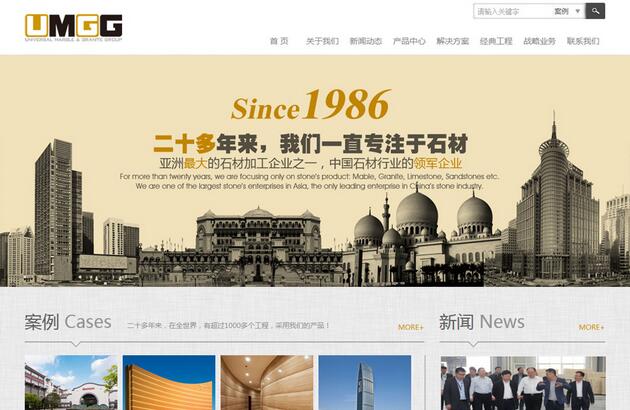 UMGG
UNIVERSAL MARBLE & GRANITE GROUP
请输入关键字 案例
首 页 关于我们 新闻动态 产品中心 解决方案 经典工程 战略业务 联系我们
Since 1986
二十多年来，我们一直专注于石材
亚洲最大的石材加工企业之一，中国石材行业的领军企业
For more than twenty years, we are focusing only on stone's product: Mable, Granite, Limestone, Sandstones etc.
We are one of the largest stone's enterprises in Asia, the only leading enterprise in China's stone industry.
案例 Cases 二十多年来，在全世界，有超过1000多个工程，采用我们的产品！ MORE+
新闻 News MORE+